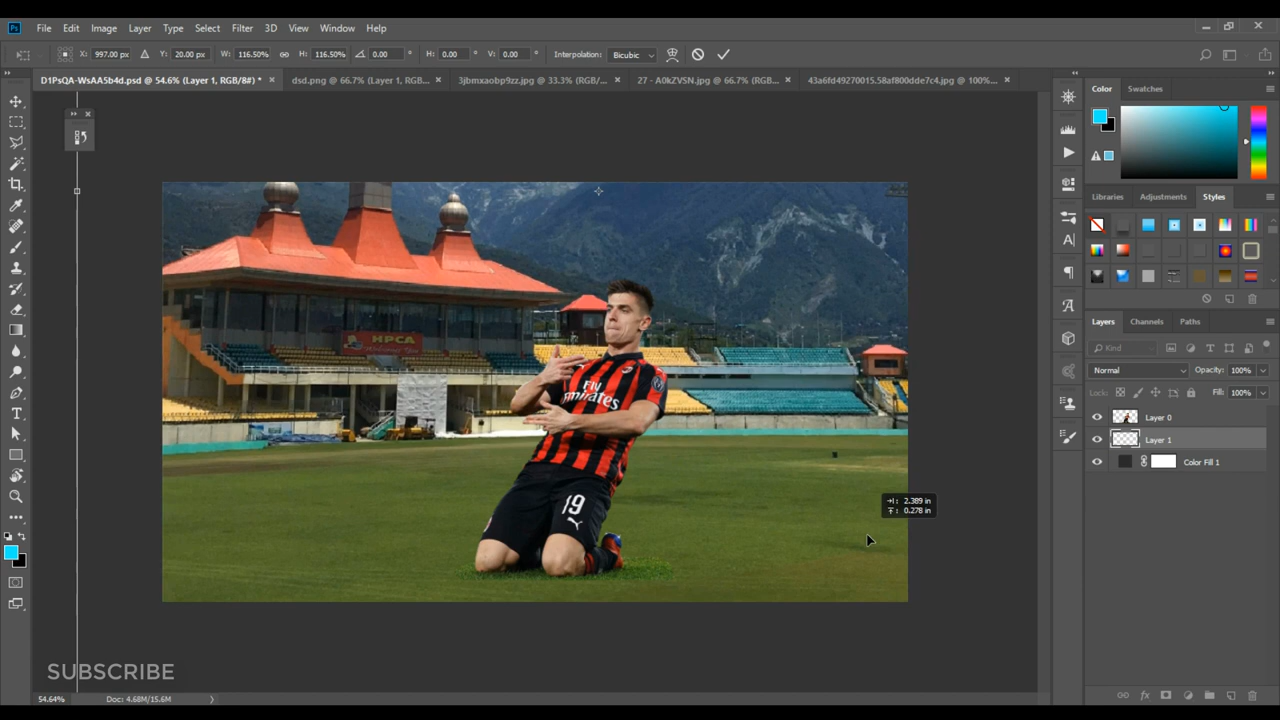 Ps File Edit Image Layer Type Select Filter 3D View Window Help
X: 997.00 px Y: 20.00 px W: 116.50% H: 116.50% 0.00 ° H: 0.00 ° V: 0.00 ° Interpolation: Bicubic
D1PsQA-WsAA5b4d.psd @ 54.6% (Layer 1, RGB/8#) * × dsd.png @ 66.7% (Layer 1, RGB... × 3jbmxaobp9zz.jpg @ 33.3% (RGB/... × 27 - A0kZVSN.jpg @ 66.7% (RGB... × 43a6fd49270015.58af800dde7c4.jpg @ 100%... ×
Color Swatches
Libraries Adjustments Styles
HPCA
Fly
Emirates
19
2.389 in
0.278 in
Layers Channels Paths
Kind
Normal Opacity: 100%
Lock: Fill: 100%
Layer 0
Layer 1
Color Fill 1
SUBSCRIBE
54.64% Doc: 4.68M/15.6M